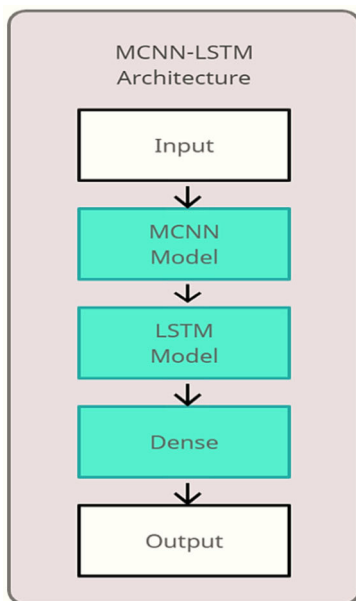 MCNN-LSTM
Architecture
Input
MCNN
Model
LSTM
Model
Dense
Output